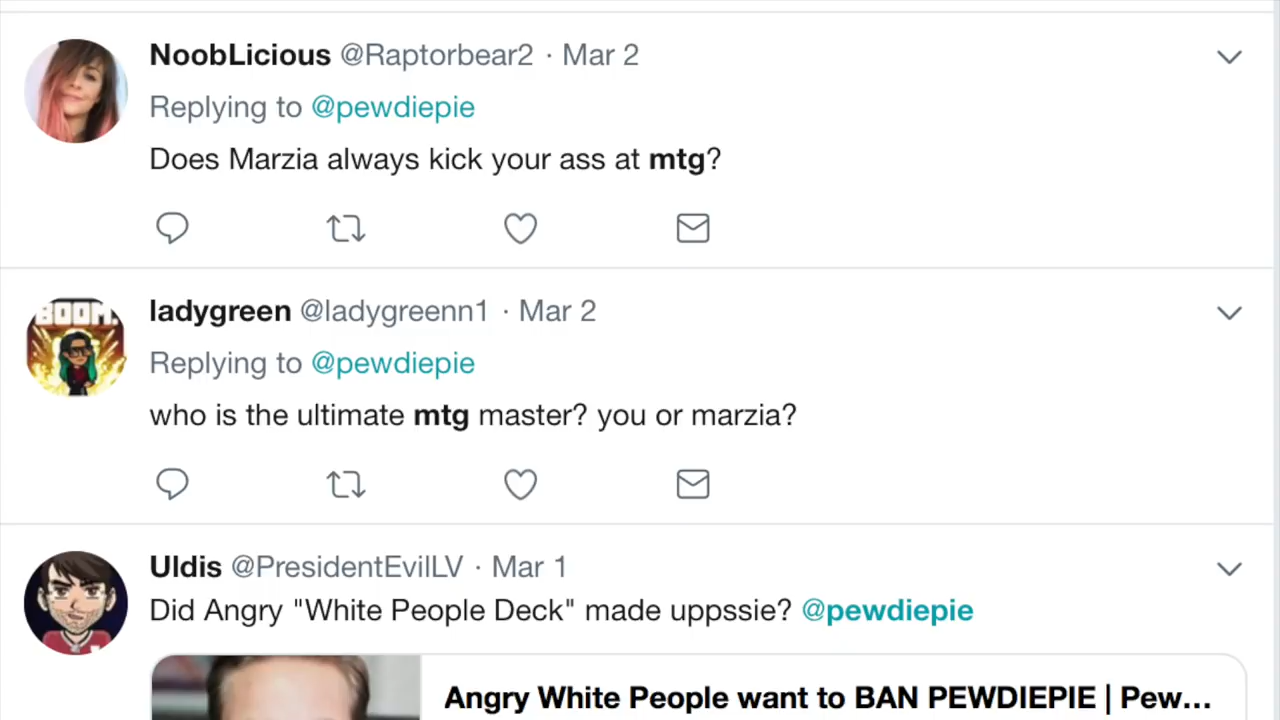 NoobLicious @Raptorbear2 · Mar 2
Replying to @pewdiepie
Does Marzia always kick your ass at mtg?
BOOM.
ladygreen @ladygreenn1 · Mar 2
Replying to @pewdiepie
who is the ultimate mtg master? you or marzia?
Uldis @PresidentEvilLV · Mar 1
Did Angry "White People Deck" made uppssie? @pewdiepie
Angry White People want to BAN PEWDIEPIE | Pew...